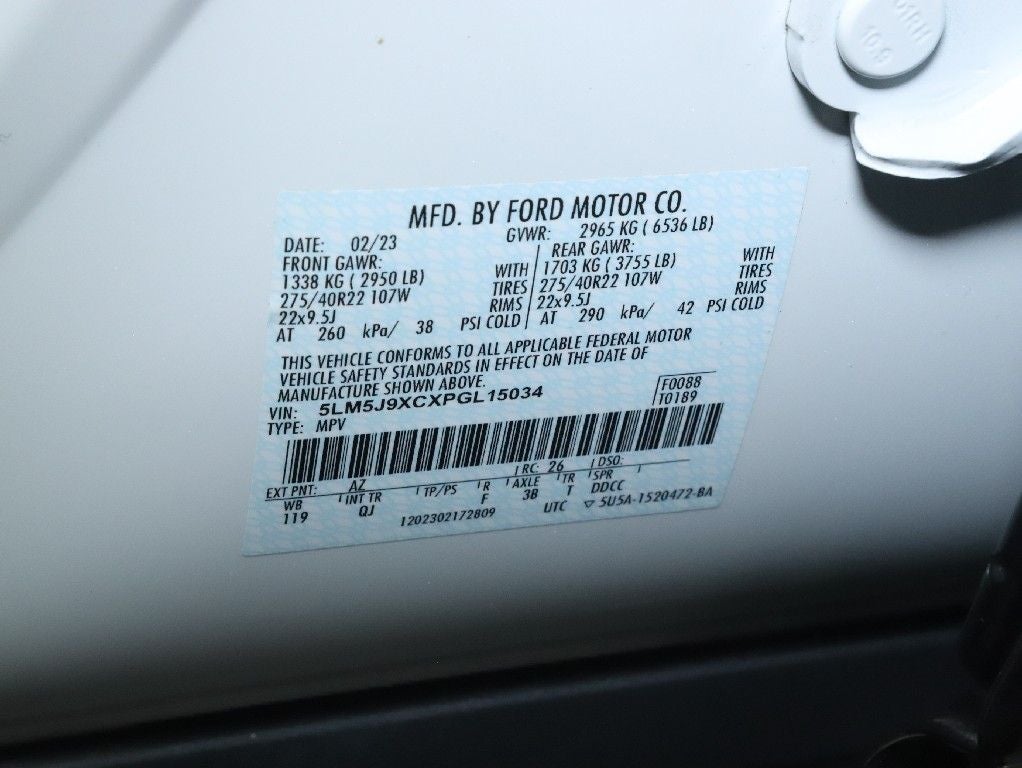 01RH
10.9
MFD. BY FORD MOTOR CO.
DATE: 02/23 GVWR: 2965 KG ( 6536 LB)
FRONT GAWR: REAR GAWR:
1338 KG ( 2950 LB) WITH 1703 KG ( 3755 LB) WITH
275/40R22 107W TIRES 275/40R22 107W TIRES
22x9.5J RIMS 22x9.5J RIMS
AT 260 kPa/ 38 PSI COLD AT 290 kPa/ 42 PSI COLD
THIS VEHICLE CONFORMS TO ALL APPLICABLE FEDERAL MOTOR
VEHICLE SAFETY STANDARDS IN EFFECT ON THE DATE OF
MANUFACTURE SHOWN ABOVE.
VIN: 5LM5J9XCXPGL15034 F0088
TYPE: MPV T0189
EXT PNT: AZ RC: 26 DSO:
WB INT TR TP/PS R AXLE TR SPR
119 QJ F 3B T DDCC
1202302172809 UTC ▽ 5U5A-1520472-BA